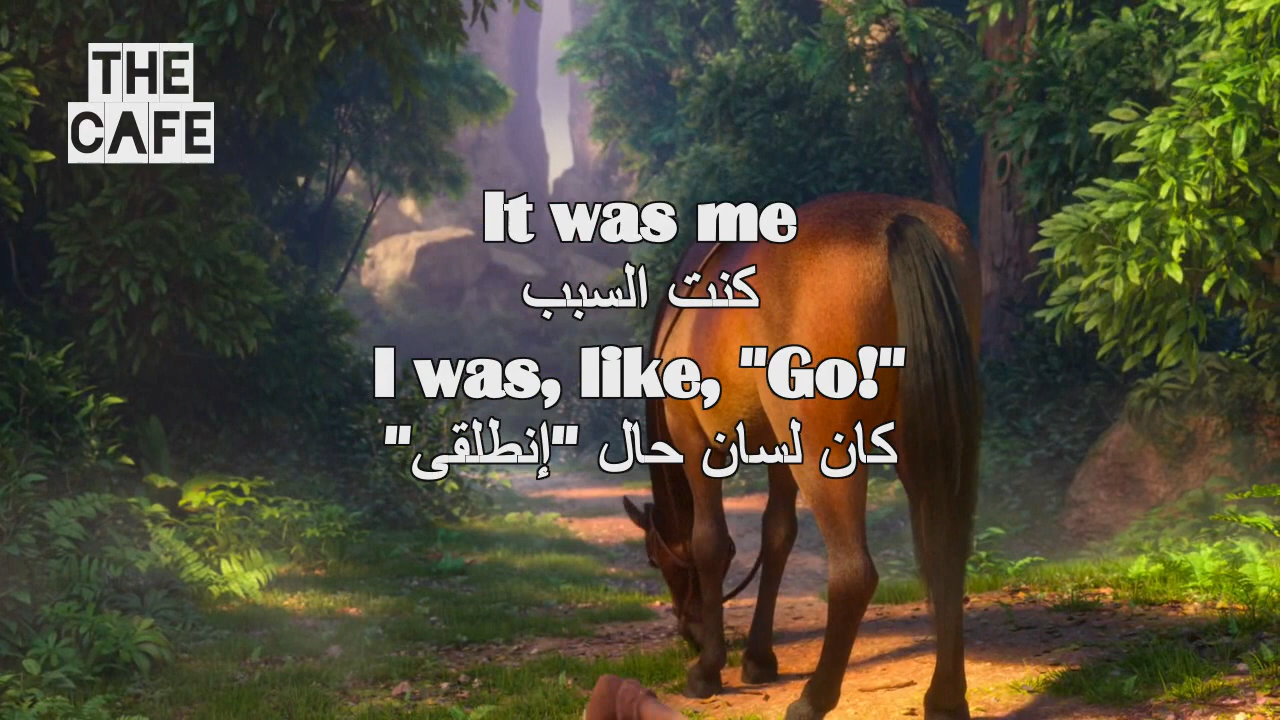 THE
CAFE
It was me
كنت السبب
I was, like, "Go!"
كان لسان حال "إنطلقى"